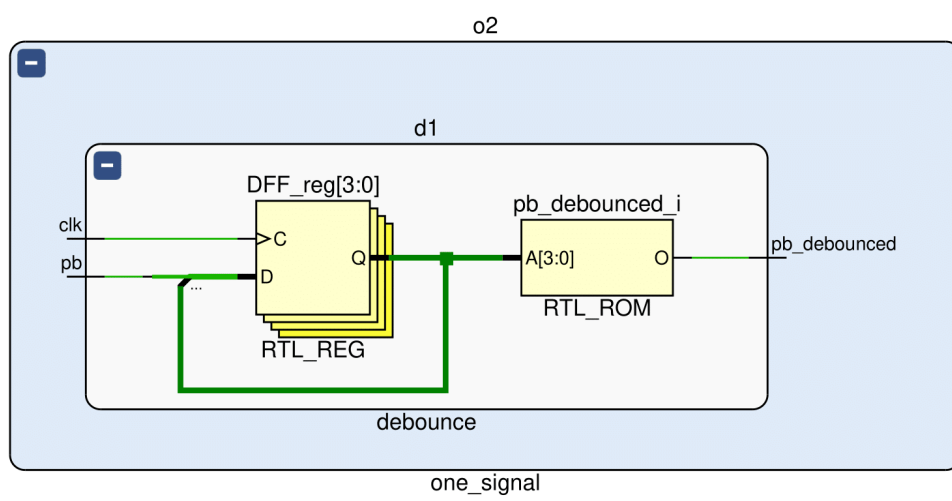 o2
d1
DFF_reg[3:0]
pb_debounced_i
clk
C
pb
D
...
Q
A[3:0]
O
pb_debounced
RTL_REG
RTL_ROM
debounce
one_signal